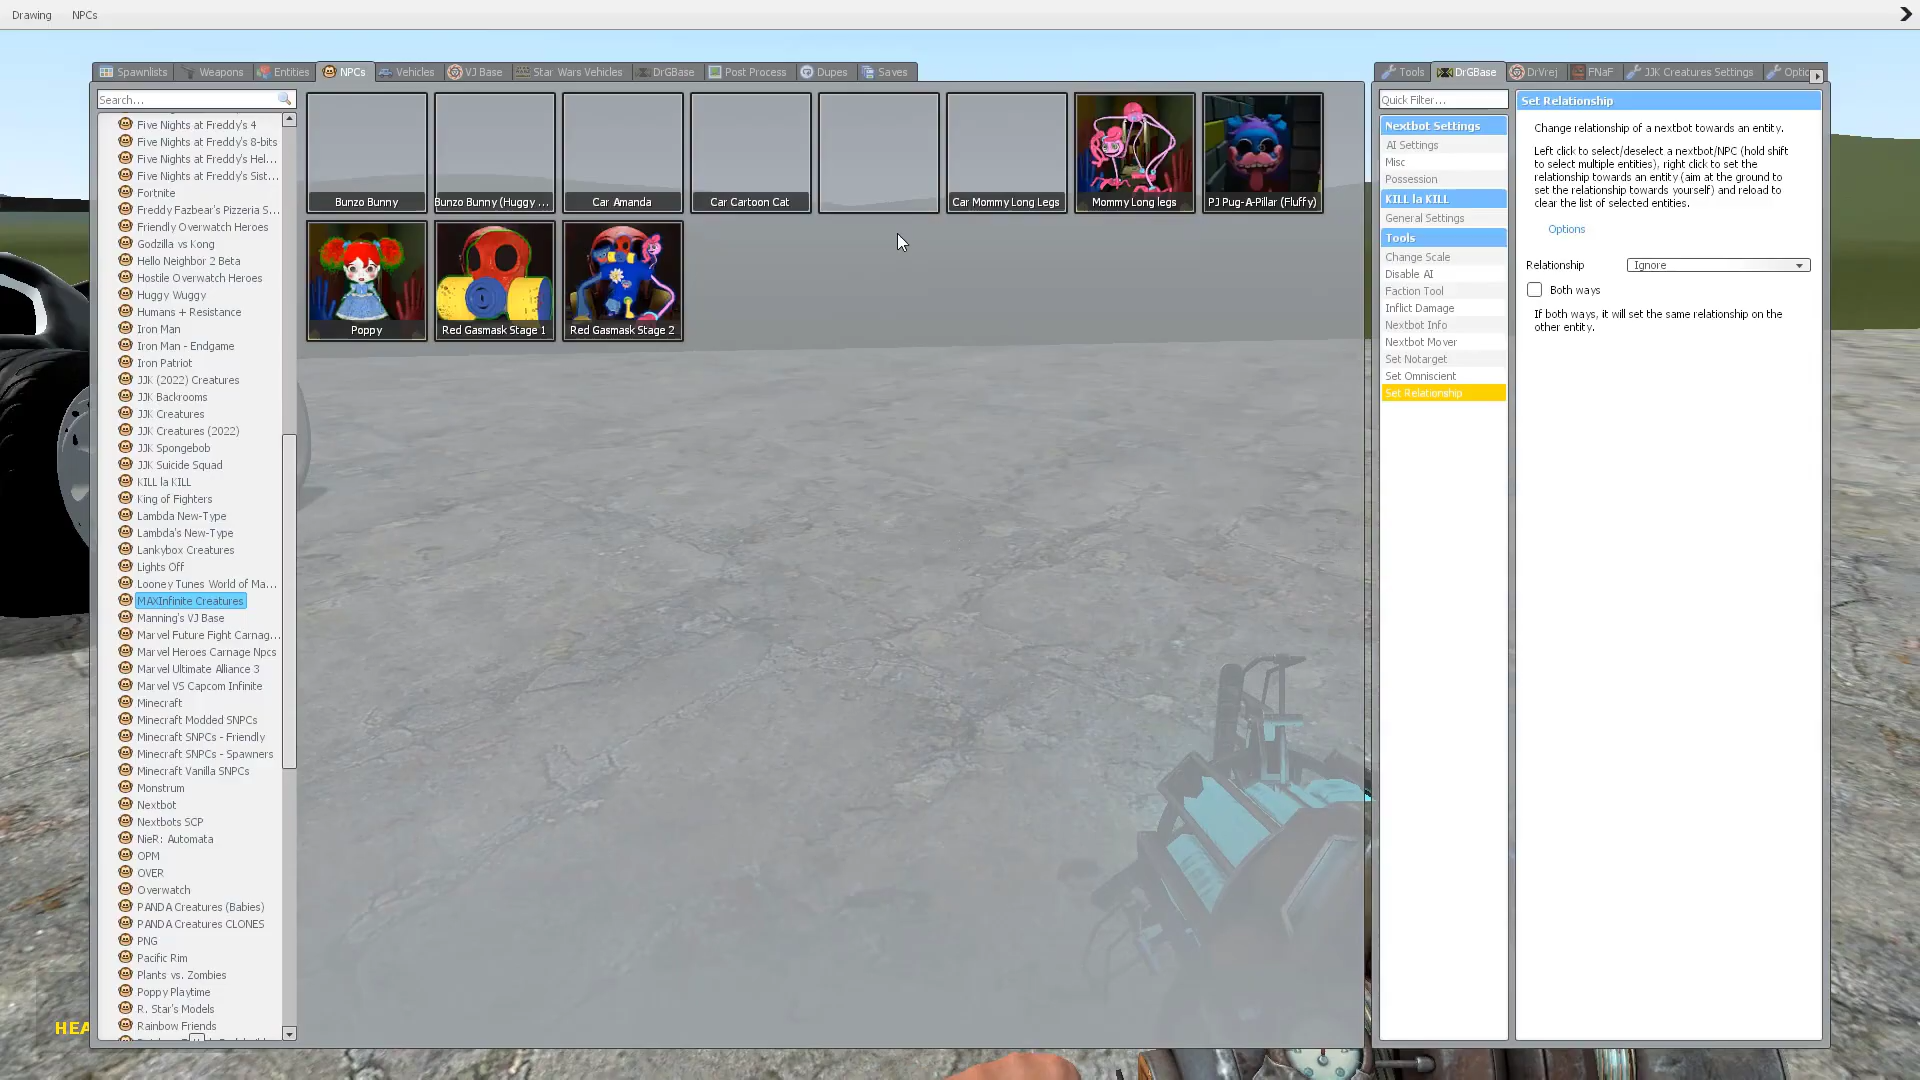 Drawing NPCs
Spawnlists Weapons Entities NPCs Vehicles VJ Base Star Wars Vehicles DrGBase Post Process Dupes Saves
Search...
Five Nights at Freddy's 4
Five Nights at Freddy's 8-bits
Five Nights at Freddy's Hel...
Five Nights at Freddy's Sist...
Fortnite
Freddy Fazbear's Pizzeria S...
Friendly Overwatch Heroes
Godzilla vs Kong
Hello Neighbor 2 Beta
Hostile Overwatch Heroes
Huggy Wuggy
Humans + Resistance
Iron Man
Iron Man - Endgame
Iron Patriot
JJK (2022) Creatures
JJK Backrooms
JJK Creatures
JJK Creatures (2022)
JJK Spongebob
JJK Suicide Squad
KILL la KILL
King of Fighters
Lambda New-Type
Lambda's New-Type
Lankybox Creatures
Lights Off
Looney Tunes World of Ma...
MAXInfinite Creatures
Manning's VJ Base
Marvel Future Fight Carnag...
Marvel Heroes Carnage Npcs
Marvel Ultimate Alliance 3
Marvel VS Capcom Infinite
Minecraft
Minecraft Modded SNPCs
Minecraft SNPCs - Friendly
Minecraft SNPCs - Spawners
Minecraft Vanilla SNPCs
Monstrum
Nextbot
Nextbots SCP
NieR: Automata
OPM
OVER
Overwatch
PANDA Creatures (Babies)
PANDA Creatures CLONES
PNG
Pacific Rim
Plants vs. Zombies
Poppy Playtime
R. Star's Models
Rainbow Friends
Bunzo Bunny
Bunzo Bunny (Huggy ...
Car Amanda
Car Cartoon Cat
Car Mommy Long Legs
Mommy Long legs
PJ Pug-A-Pillar (Fluffy)
Poppy
Red Gasmask Stage 1
Red Gasmask Stage 2
Tools DrGBase DrVrej FNaF JJK Creatures Settings Optio
Quick Filter...
Nextbot Settings
AI Settings
Misc
Possession
KILL la KILL
General Settings
Tools
Change Scale
Disable AI
Faction Tool
Inflict Damage
Nextbot Info
Nextbot Mover
Set Notarget
Set Omniscient
Set Relationship
Set Relationship
Change relationship of a nextbot towards an entity.
Left click to select/deselect a nextbot/NPC (hold shift
to select multiple entities), right click to set the
relationship towards an entity (aim at the ground to
set the relationship towards yourself) and reload to
clear the list of selected entities.
Options
Relationship Ignore
Both ways
If both ways, it will set the same relationship on the
other entity.
HEA